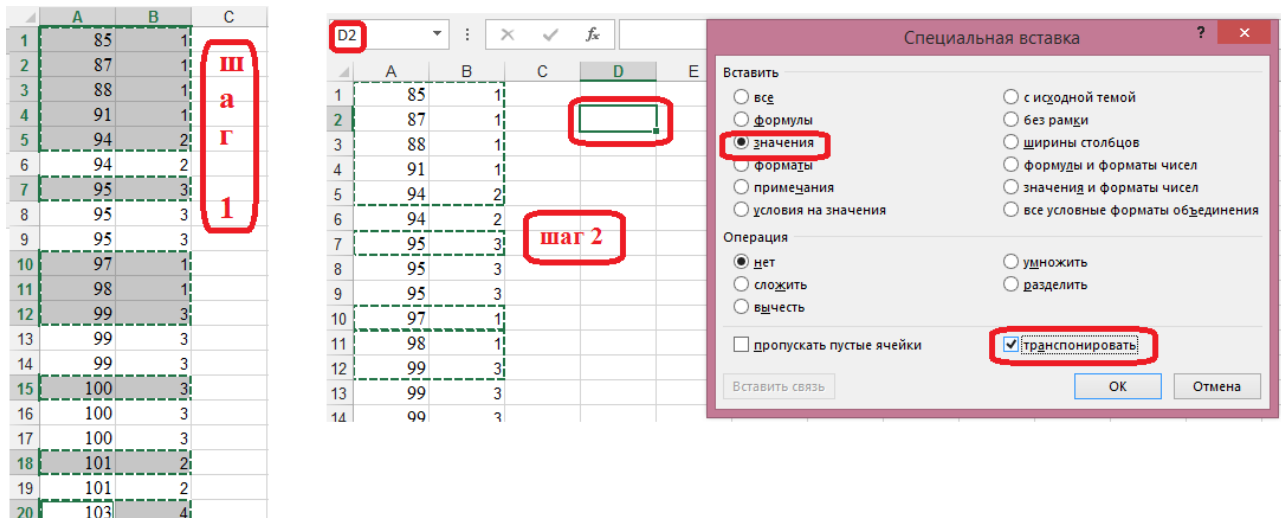 A B C
1 85 1
2 87 1
3 88 1
4 91 1
5 94 2
6 94 2
7 95 3
8 95 3
9 95 3
10 97 1
11 98 1
12 99 3
13 99 3
14 99 3
15 100 3
16 100 3
17 100 3
18 101 2
19 101 2
20 103 4
ш
а
г
1
D2 fx
A B C D E
1 85 1
2 87 1
3 88 1
4 91 1
5 94 2
6 94 2
7 95 3
8 95 3
9 95 3
10 97 1
11 98 1
12 99 3
13 99 3
14 99 3
шаг 2
Специальная вставка ? ×
Вставить
все
формулы
значения
форматы
примечания
условия на значения
с исходной темой
без рамки
ширины столбцов
формулы и форматы чисел
значения и форматы чисел
все условные форматы объединения
Операция
нет
сложить
вычесть
умножить
разделить
пропускать пустые ячейки
транспонировать
Вставить связь
ОК
Отмена